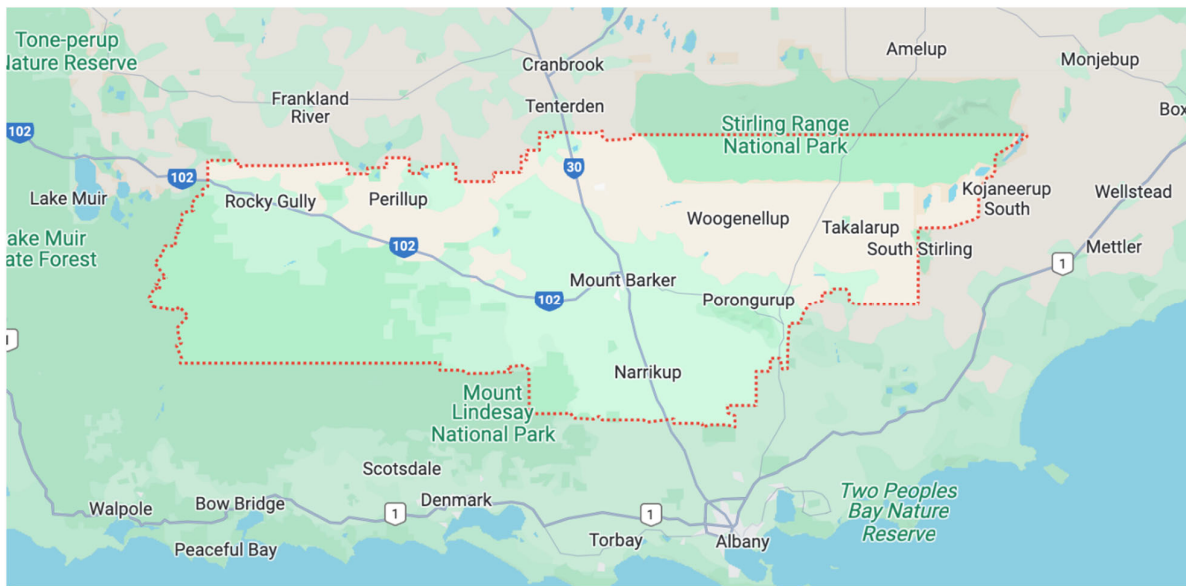 Tone-perup
Nature Reserve
Cranbrook
Amelup
Monjebup
Frankland
River
Tenterden
Box
102
Stirling Range
National Park
30
102
Lake Muir
Rocky Gully
Perillup
Kojaneerup
South
Wellstead
Woogenellup
Takalarup
Lake Muir
State Forest
102
South Stirling
Mettler
1
Mount Barker
102
Porongurup
1
Narrikup
Mount
Lindesay
National Park
Scotsdale
Walpole
Bow Bridge
Denmark
Two Peoples
Bay Nature
Reserve
1
1
Peaceful Bay
Torbay
Albany